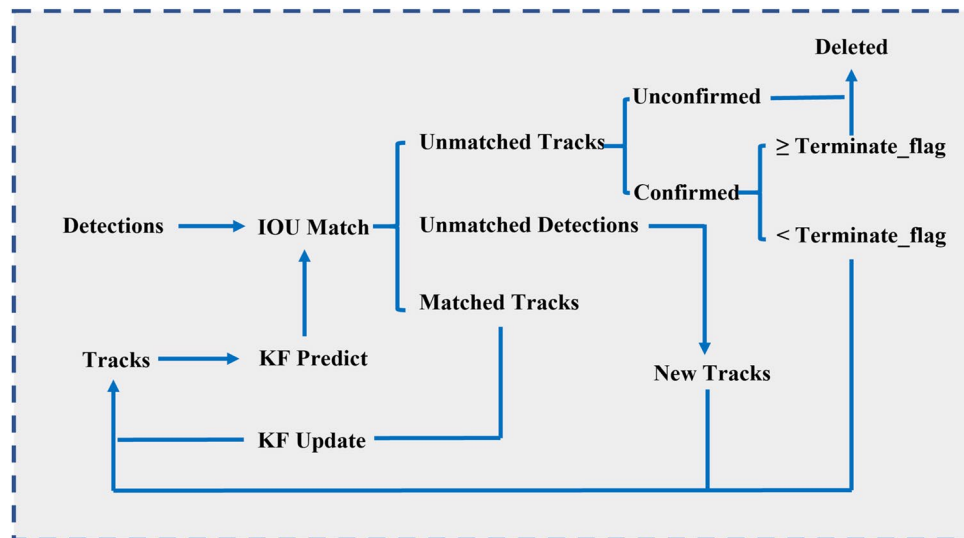 Deleted
Unconfirmed
Unmatched Tracks
≥ Terminate_flag
Confirmed
Detections
IOU Match
Unmatched Detections
< Terminate_flag
Matched Tracks
Tracks
KF Predict
New Tracks
KF Update